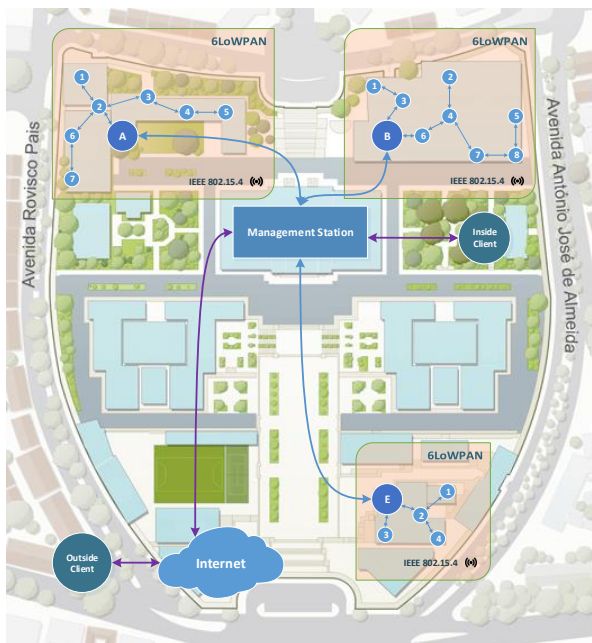 6LoWPAN
1
2
3
4
5
6
7
A
IEEE 802.15.4
6LoWPAN
1
2
3
4
5
6
7
8
B
IEEE 802.15.4
Avenida Rovisco Pais
Avenida António José de Almeida
Management Station
Inside
Client
6LoWPAN
E
1
2
3
4
IEEE 802.15.4
Outside
Client
Internet